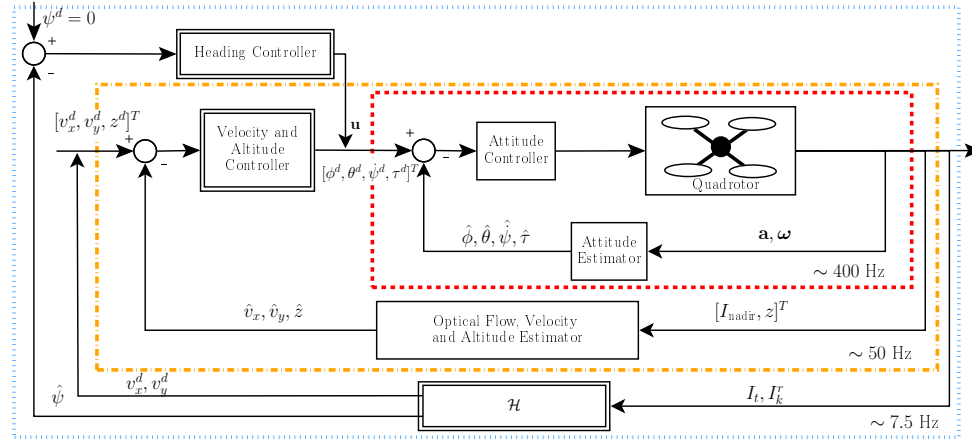 ψ^d = 0
+
−
Heading Controller
[v_x^d, v_y^d, z^d]^T
+
-
Velocity and
Altitude
Controller
u
[ϕ^d, θ^d, ψ̇^d, τ^d]^T
+
-
Attitude
Controller
Quadrotor
ϕ̂, θ̂, ψ̇̂, τ̂
Attitude
Estimator
a, ω
∼ 400 Hz
v̂_x, v̂_y, ẑ
Optical Flow, Velocity
and Altitude Estimator
[I_nadir, z]^T
∼ 50 Hz
ψ̂
v_x^d, v_y^d
ℋ
I_t, I_k^r
∼ 7.5 Hz